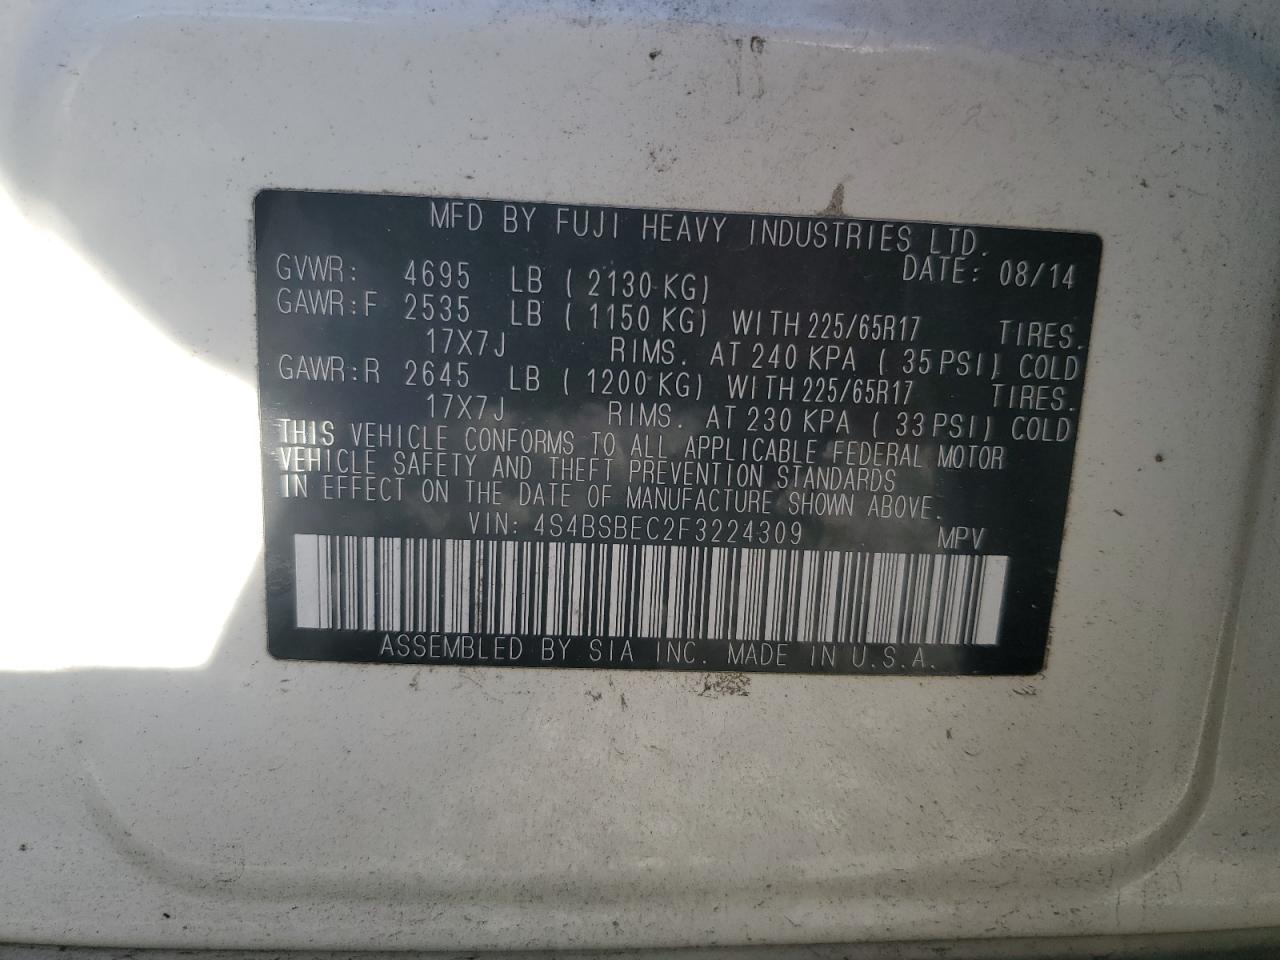 MFD BY FUJI HEAVY INDUSTRIES LTD.
DATE: 08/14
GVWR: 4695 LB ( 2130 KG)
GAWR:F 2535 LB ( 1150 KG) WITH 225/65R17 TIRES.
17X7J RIMS. AT 240 KPA ( 35 PSI) COLD
GAWR:R 2645 LB ( 1200 KG) WITH 225/65R17 TIRES.
17X7J RIMS. AT 230 KPA ( 33 PSI) COLD
THIS VEHICLE CONFORMS TO ALL APPLICABLE FEDERAL MOTOR
VEHICLE SAFETY AND THEFT PREVENTION STANDARDS
IN EFFECT ON THE DATE OF MANUFACTURE SHOWN ABOVE.
VIN: 4S4BSBEC2F3224309 MPV
ASSEMBLED BY SIA INC. MADE IN U.S.A.